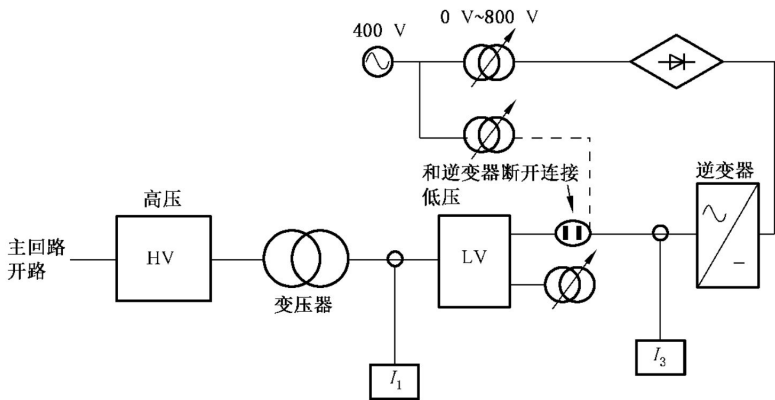 0 V~800 V
400 V
和逆变器断开连接
低压
逆变器
高压
主回路
开路
HV
LV
变压器
I₁
I₃